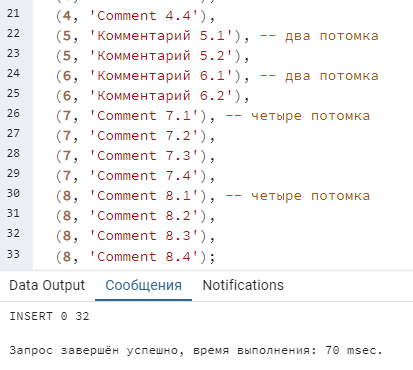 21 (4, 'Comment 4.4'),
22 (5, 'Комментарий 5.1'), -- два потомка
23 (5, 'Комментарий 5.2'),
24 (6, 'Комментарий 6.1'), -- два потомка
25 (6, 'Комментарий 6.2'),
26 (7, 'Comment 7.1'), -- четыре потомка
27 (7, 'Comment 7.2'),
28 (7, 'Comment 7.3'),
29 (7, 'Comment 7.4'),
30 (8, 'Comment 8.1'), -- четыре потомка
31 (8, 'Comment 8.2'),
32 (8, 'Comment 8.3'),
33 (8, 'Comment 8.4');
Data Output Сообщения Notifications
INSERT 0 32
Запрос завершён успешно, время выполнения: 70 msec.